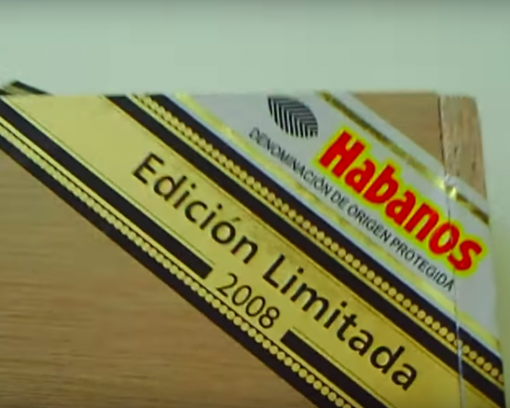 Habanos
DENOMINACIÓN DE ORIGEN PROTEGIDA
Edición Limitada
2008